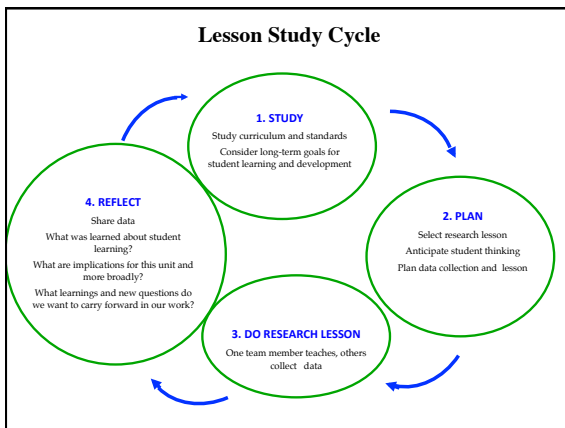 Lesson Study Cycle
1. STUDY
Study curriculum and standards
Consider long-term goals for
student learning and development
2. PLAN
Select research lesson
Anticipate student thinking
Plan data collection and lesson
3. DO RESEARCH LESSON
One team member teaches, others
collect data
4. REFLECT
Share data
What was learned about student
learning?
What are implications for this unit and
more broadly?
What learnings and new questions do
we want to carry forward in our work?